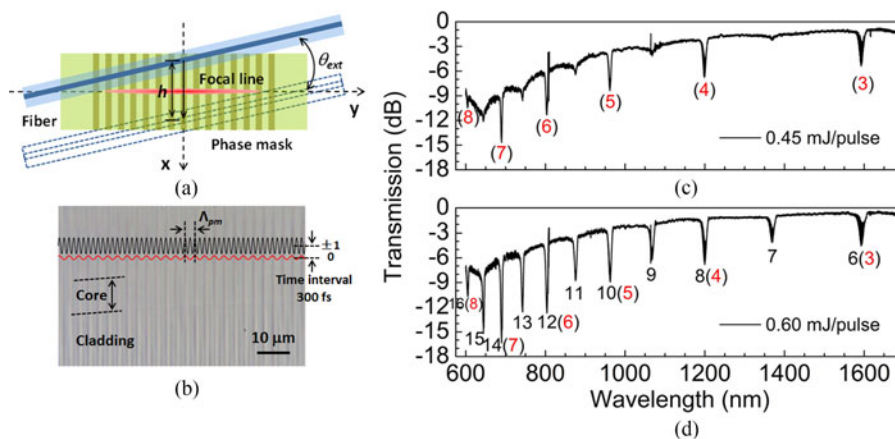 θext
Focal line
h
y
Fiber
Phase mask
x
(a)
Λpm
±1
0
Time interval
300 fs
Core
Cladding
10 μm
(b)
Transmission (dB)
0
-3
-6
-9
-12
-15
-18
(8)
(7)
(6)
(5)
(4)
(3)
0.45 mJ/pulse
(c)
0
-3
-6
-9
-12
-15
-18
16(8)
15
14(7)
13
12(6)
11
10(5)
9
8(4)
7
6(3)
0.60 mJ/pulse
600 800 1000 1200 1400 1600
Wavelength (nm)
(d)